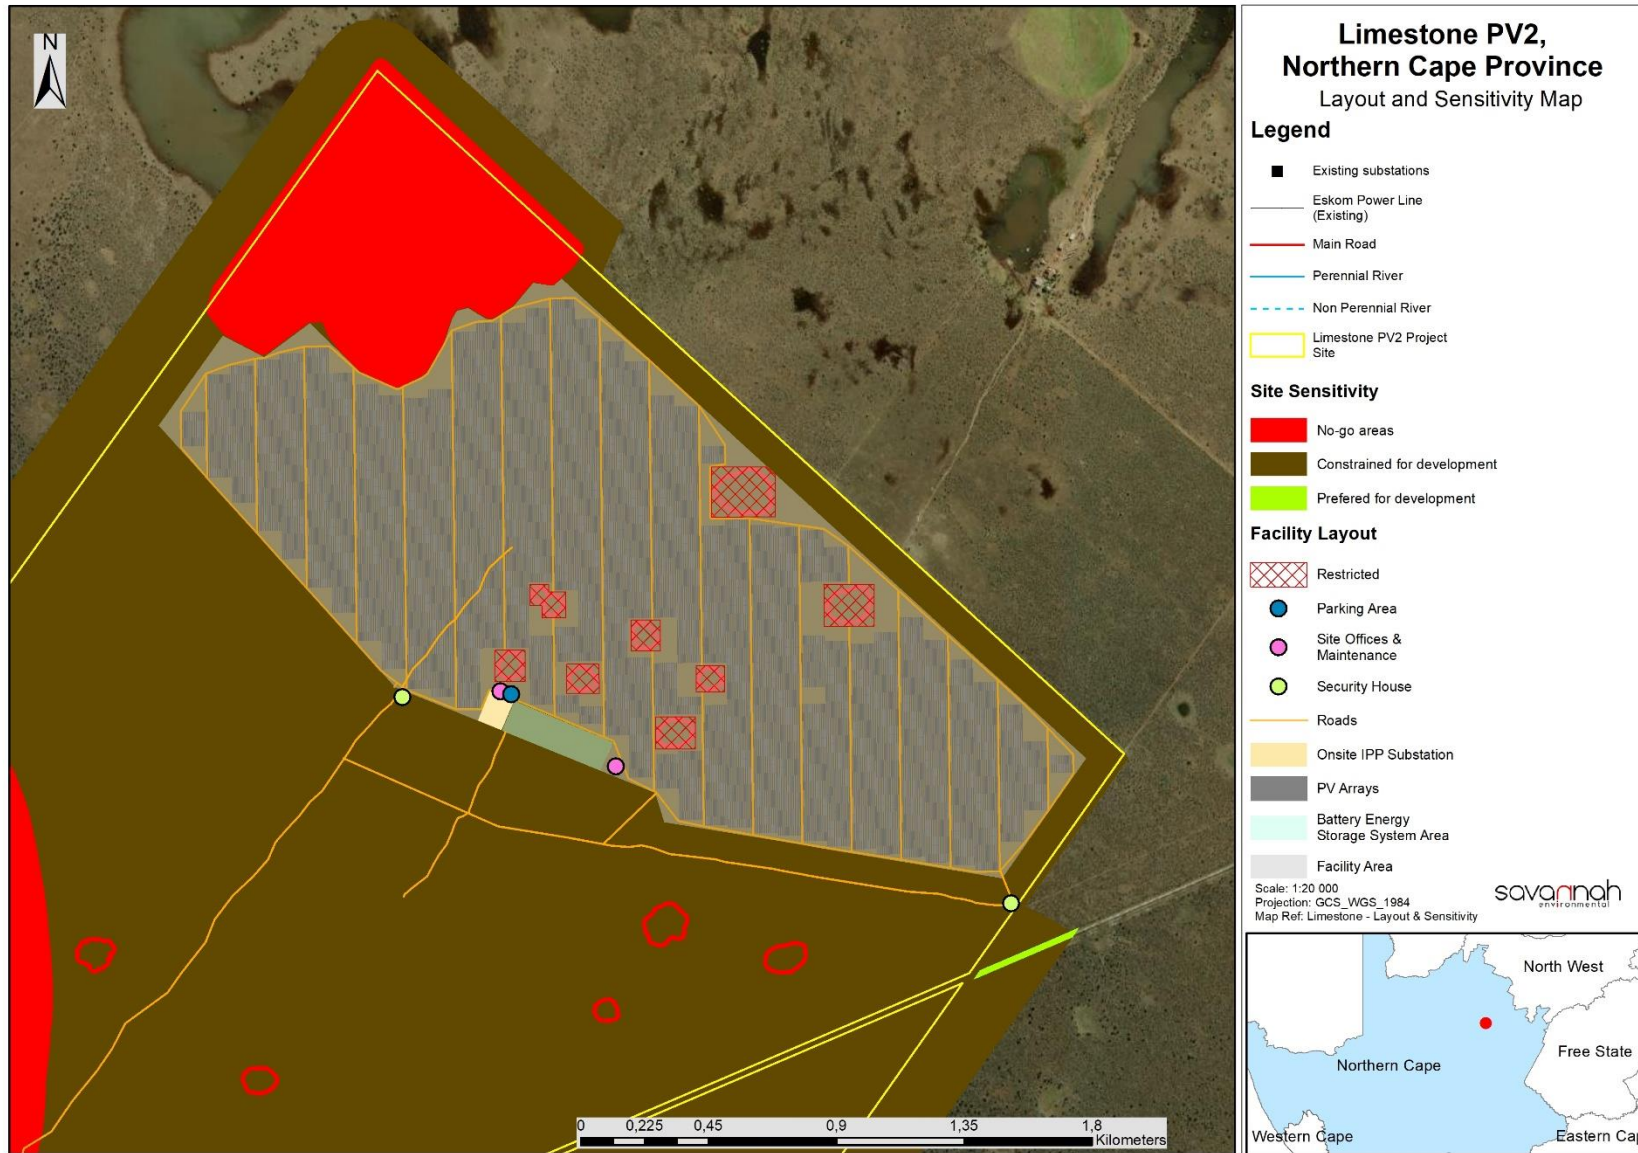 N
Limestone PV2,
Northern Cape Province
Layout and Sensitivity Map
Legend
Existing substations
Eskom Power Line
(Existing)
Main Road
Perennial River
Non Perennial River
Limestone PV2 Project
Site
Site Sensitivity
No-go areas
Constrained for development
Prefered for development
Facility Layout
Restricted
Parking Area
Site Offices &
Maintenance
Security House
Roads
Onsite IPP Substation
PV Arrays
Battery Energy
Storage System Area
Facility Area
Scale: 1:20 000
Projection: GCS_WGS_1984
Map Ref: Limestone - Layout & Sensitivity
savannah
environmental
North West
Free State
Northern Cape
Western Cape
Eastern Cap
0 0,225 0,45 0,9 1,35 1,8
Kilometers